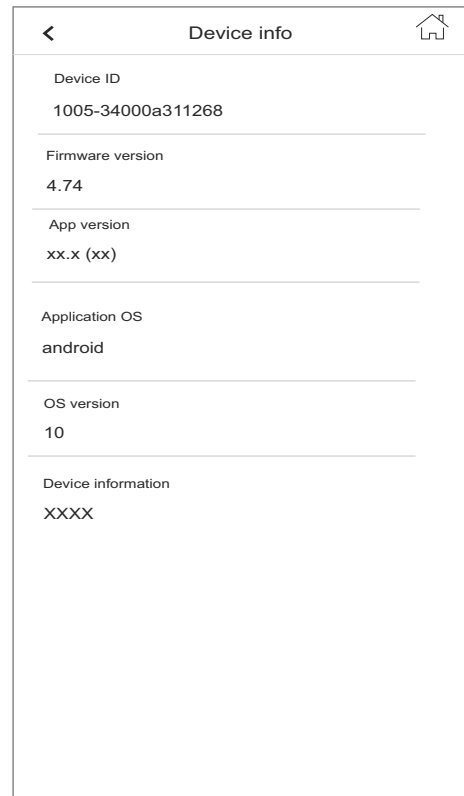 Device info
Device ID
1005-34000a311268
Firmware version
4.74
App version
xx.x (xx)
Application OS
android
OS version
10
Device information
XXXX